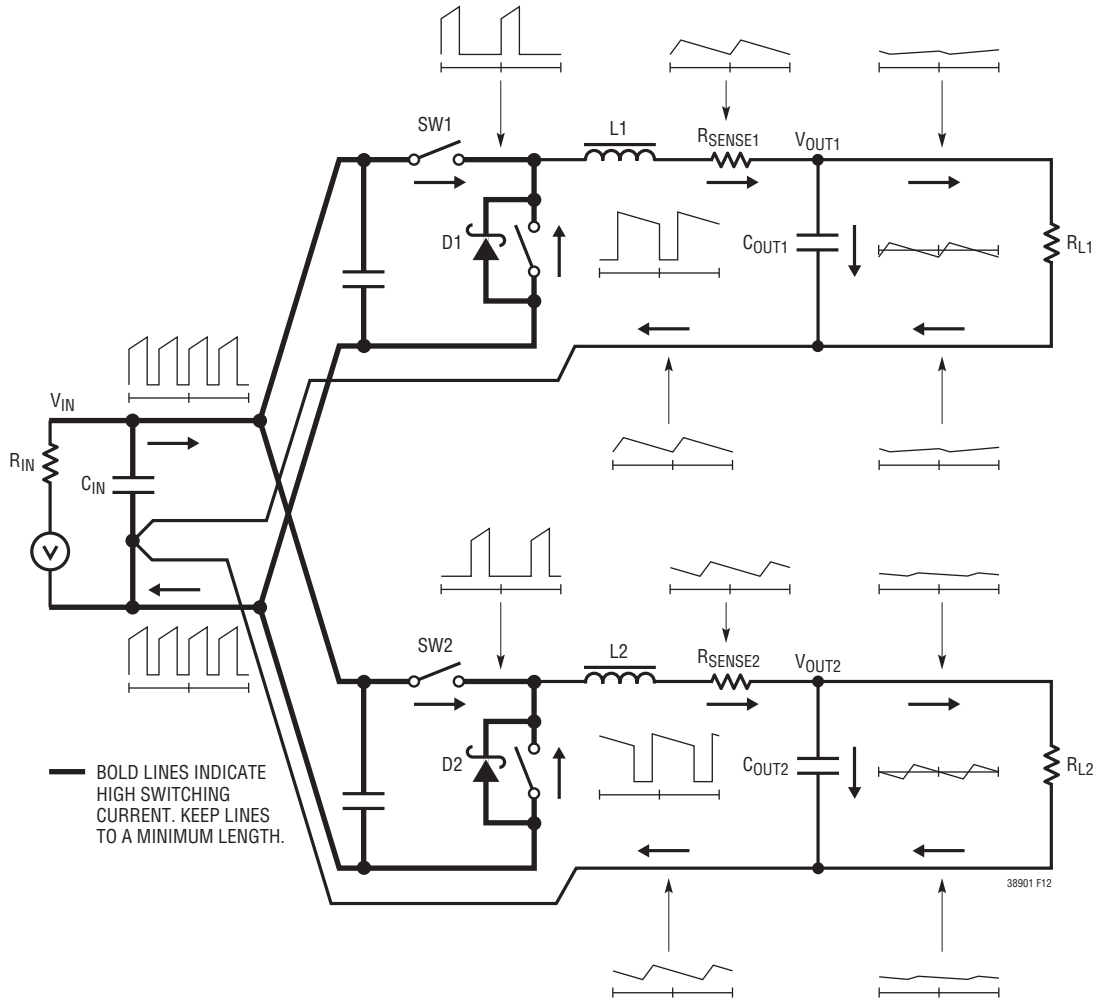 SW1
L1
RSENSE1
VOUT1
D1
COUT1
RL1
VIN
RIN
CIN
V
SW2
L2
RSENSE2
VOUT2
D2
COUT2
RL2
BOLD LINES INDICATE
HIGH SWITCHING
CURRENT. KEEP LINES
TO A MINIMUM LENGTH.
38901 F12